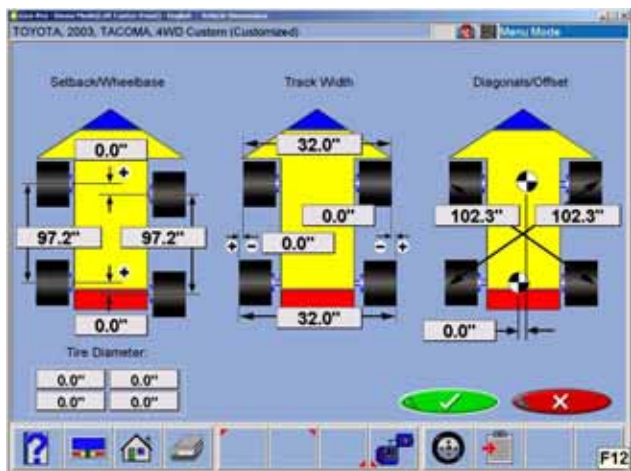 TOYOTA, 2003, TACOMA, 4WD Custom (Customized)
Menu Mode
Setback/Wheelbase
Track Width
Diagonals/Offset
0.0"
32.0"
+
0.0"
102.3"
102.3"
97.2"
97.2"
+ -
0.0"
- +
+
0.0"
32.0"
0.0"
Tire Diameter:
0.0" 0.0"
0.0" 0.0"
?
F12